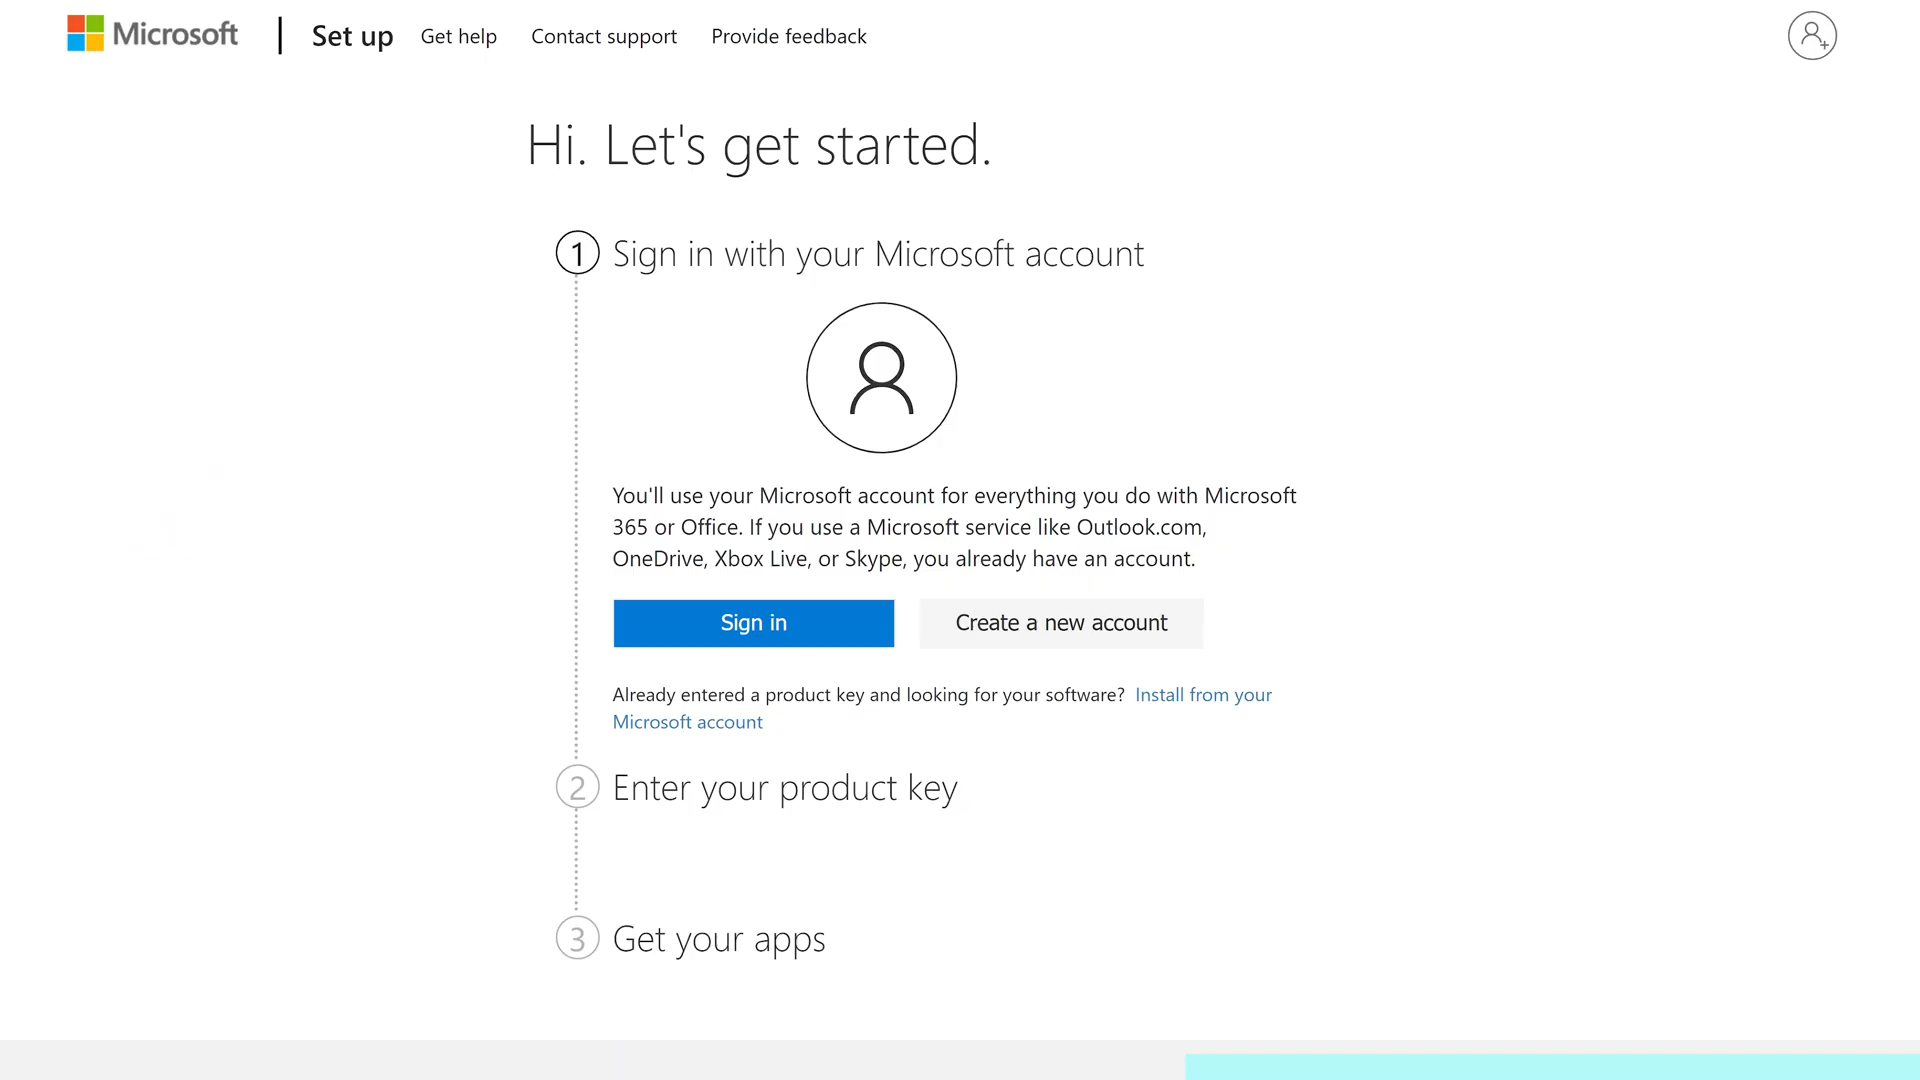 Microsoft
Set up
Get help
Contact support
Provide feedback
Hi. Let's get started.
1 Sign in with your Microsoft account
You'll use your Microsoft account for everything you do with Microsoft
365 or Office. If you use a Microsoft service like Outlook.com,
OneDrive, Xbox Live, or Skype, you already have an account.
Sign in
Create a new account
Already entered a product key and looking for your software? Install from your
Microsoft account
2 Enter your product key
3 Get your apps